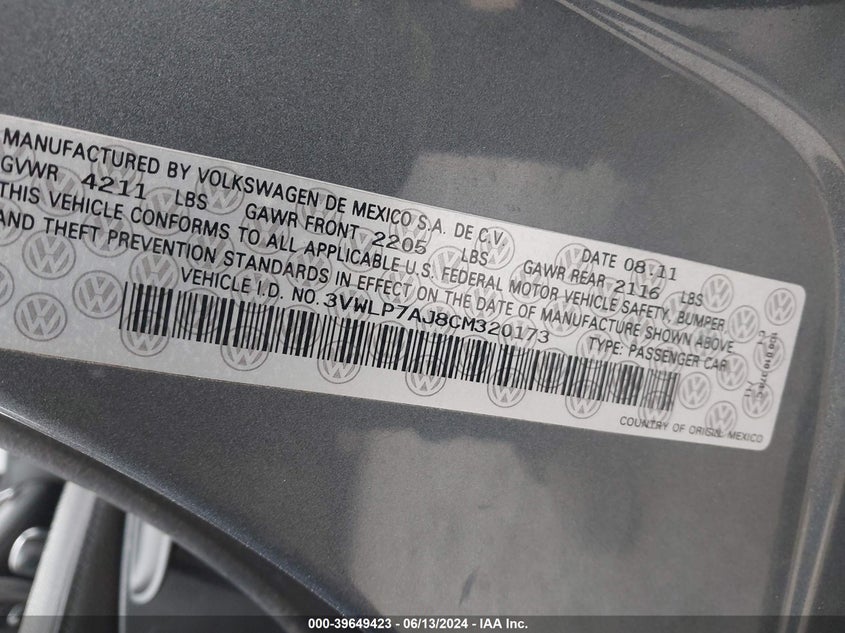 MANUFACTURED BY VOLKSWAGEN DE MEXICO S.A. DE C.V. DATE 08.11
GVWR 4211 LBS GAWR FRONT 2205 LBS GAWR REAR 2116 LBS
THIS VEHICLE CONFORMS TO ALL APPLICABLE U.S. FEDERAL MOTOR VEHICLE SAFETY, BUMPER
AND THEFT PREVENTION STANDARDS IN EFFECT ON THE DATE OF MANUFACTURE SHOWN ABOVE
VEHICLE I.D. NO. 3VWLP7AJ8CM320173 TYPE: PASSENGER CAR
COUNTRY OF ORIGIN: MEXICO
000-39649423 - 06/13/2024 - IAA Inc.